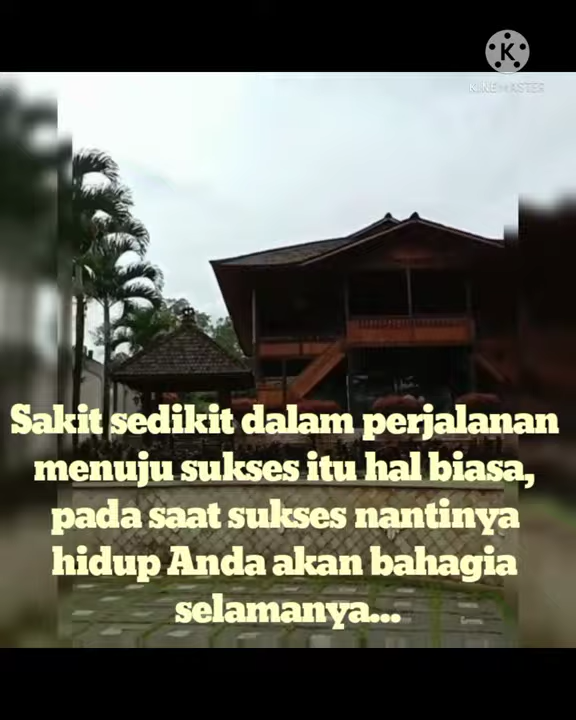 K
KINEMASTER
Sakit sedikit dalam perjalanan
menuju sukses itu hal biasa,
pada saat sukses nantinya
hidup Anda akan bahagia
selamanya...